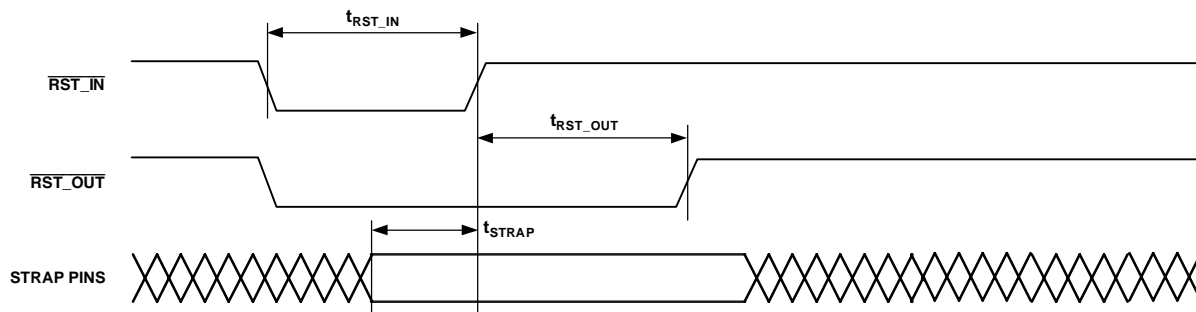 tRST_IN
RST_IN
tRST_OUT
RST_OUT
tSTRAP
STRAP PINS